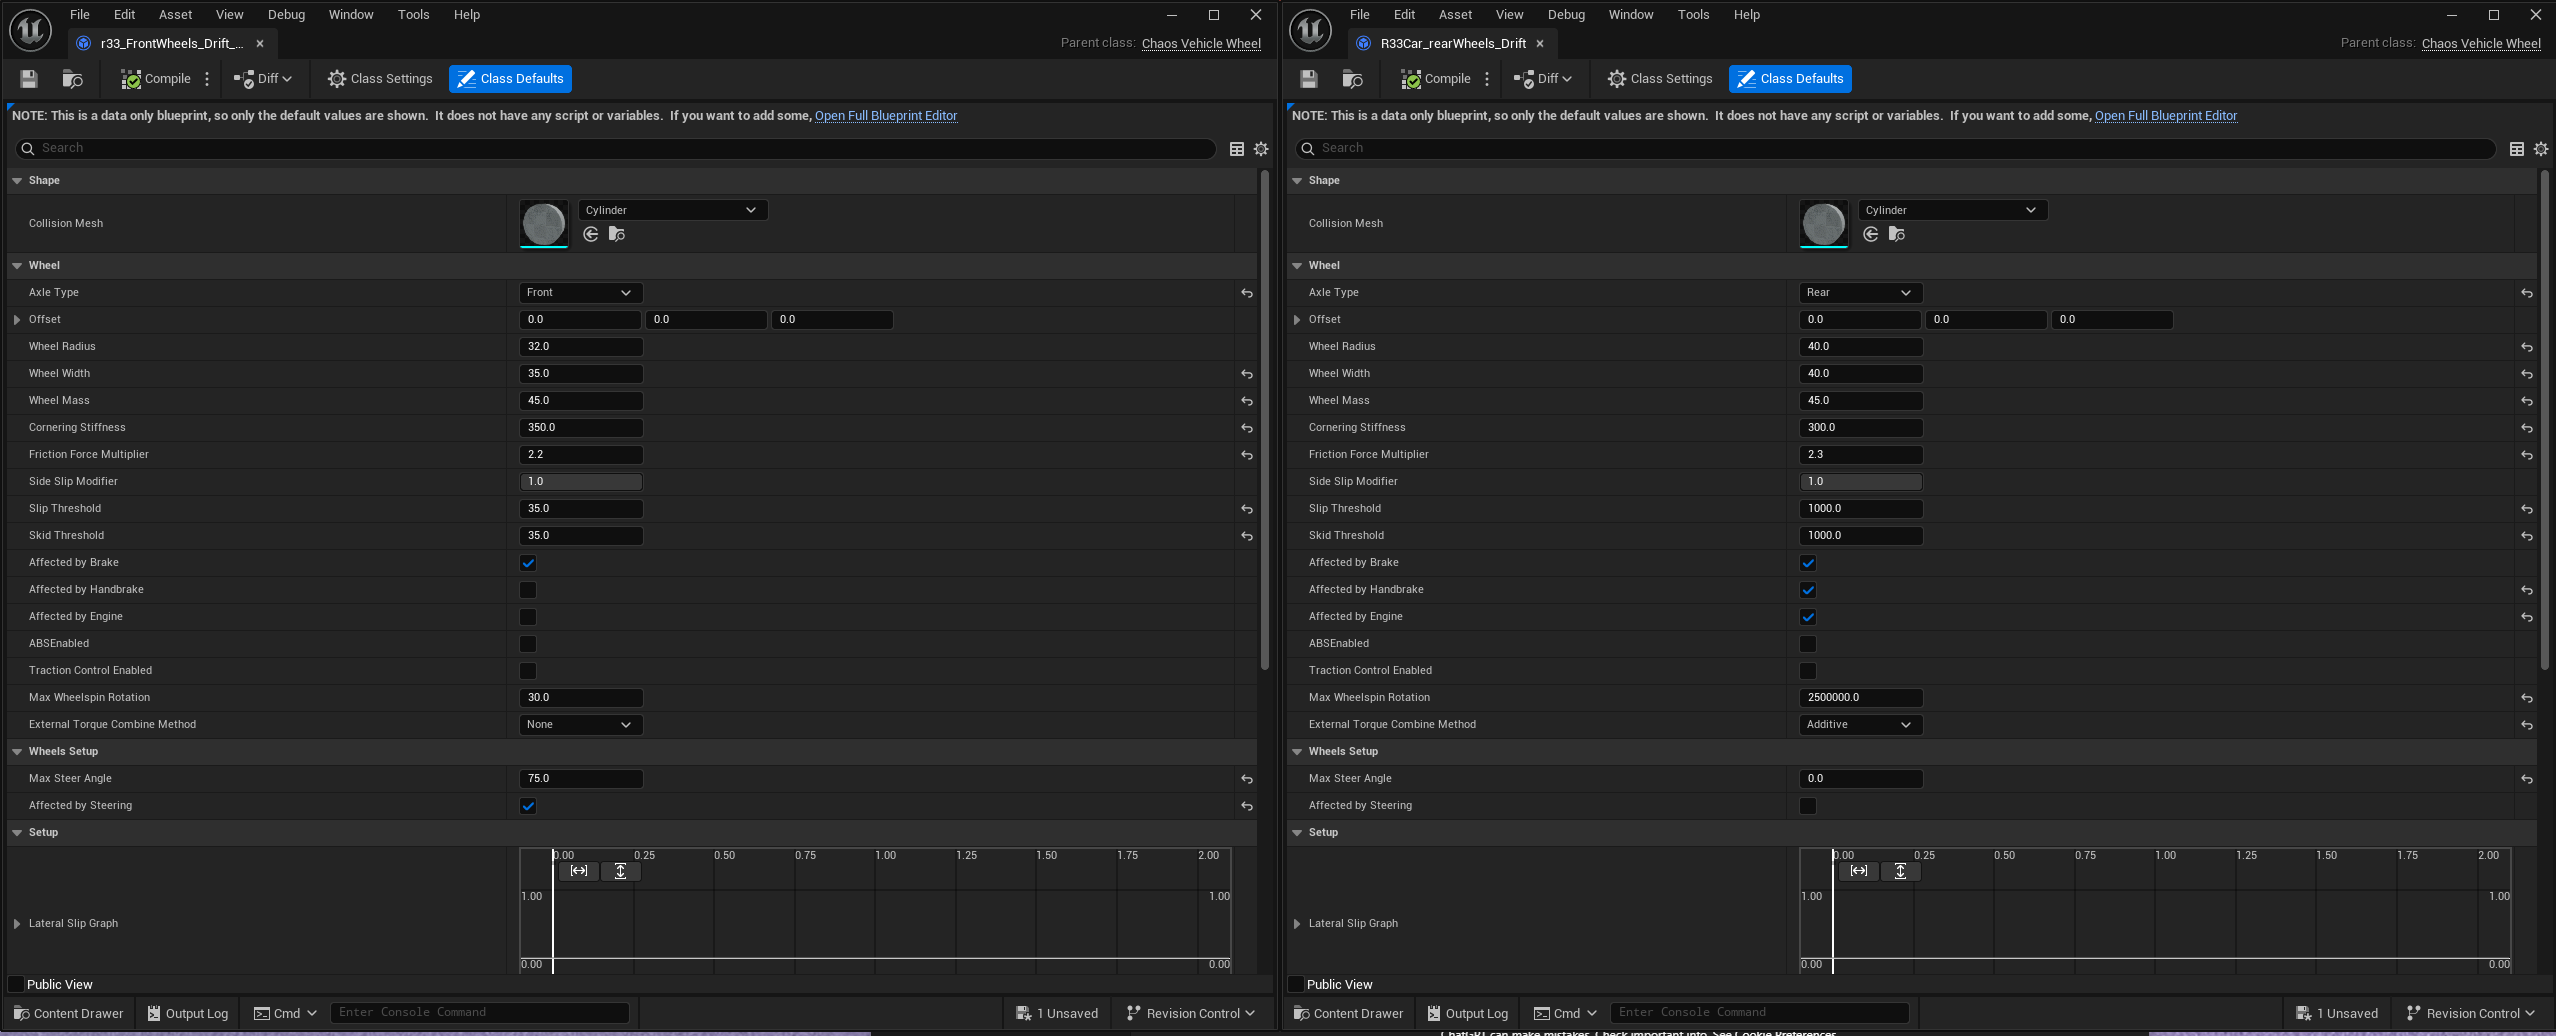 File Edit Asset View Debug Window Tools Help
r33_FrontWheels_Drift_...
Parent class: Chaos Vehicle Wheel
Compile Diff Class Settings Class Defaults
NOTE: This is a data only blueprint, so only the default values are shown. It does not have any script or variables. If you want to add some, Open Full Blueprint Editor
Search
Shape
Collision Mesh Cylinder
Wheel
Axle Type Front
Offset 0.0 0.0 0.0
Wheel Radius 32.0
Wheel Width 35.0
Wheel Mass 45.0
Cornering Stiffness 350.0
Friction Force Multiplier 2.2
Side Slip Modifier 1.0
Slip Threshold 35.0
Skid Threshold 35.0
Affected by Brake
Affected by Handbrake
Affected by Engine
ABSEnabled
Traction Control Enabled
Max Wheelspin Rotation 30.0
External Torque Combine Method None
Wheels Setup
Max Steer Angle 75.0
Affected by Steering
Setup
0.00 0.25 0.50 0.75 1.00 1.25 1.50 1.75 2.00
1.00 1.00
Lateral Slip Graph
0.00 0.00
Public View
Content Drawer Output Log Cmd Enter Console Command 1 Unsaved Revision Control
File Edit Asset View Debug Window Tools Help
R33Car_rearWheels_Drift
Parent class: Chaos Vehicle Wheel
Compile Diff Class Settings Class Defaults
NOTE: This is a data only blueprint, so only the default values are shown. It does not have any script or variables. If you want to add some, Open Full Blueprint Editor
Search
Shape
Collision Mesh Cylinder
Wheel
Axle Type Rear
Offset 0.0 0.0 0.0
Wheel Radius 40.0
Wheel Width 40.0
Wheel Mass 45.0
Cornering Stiffness 300.0
Friction Force Multiplier 2.3
Side Slip Modifier 1.0
Slip Threshold 1000.0
Skid Threshold 1000.0
Affected by Brake
Affected by Handbrake
Affected by Engine
ABSEnabled
Traction Control Enabled
Max Wheelspin Rotation 2500000.0
External Torque Combine Method Additive
Wheels Setup
Max Steer Angle 0.0
Affected by Steering
Setup
0.00 0.25 0.50 0.75 1.00 1.25 1.50 1.75 2.00
1.00 1.00
Lateral Slip Graph
0.00 0.00
Public View
Content Drawer Output Log Cmd Enter Console Command 1 Unsaved Revision Control
ChatGPT can make mistakes. Check important info. See Cookie Preferences.